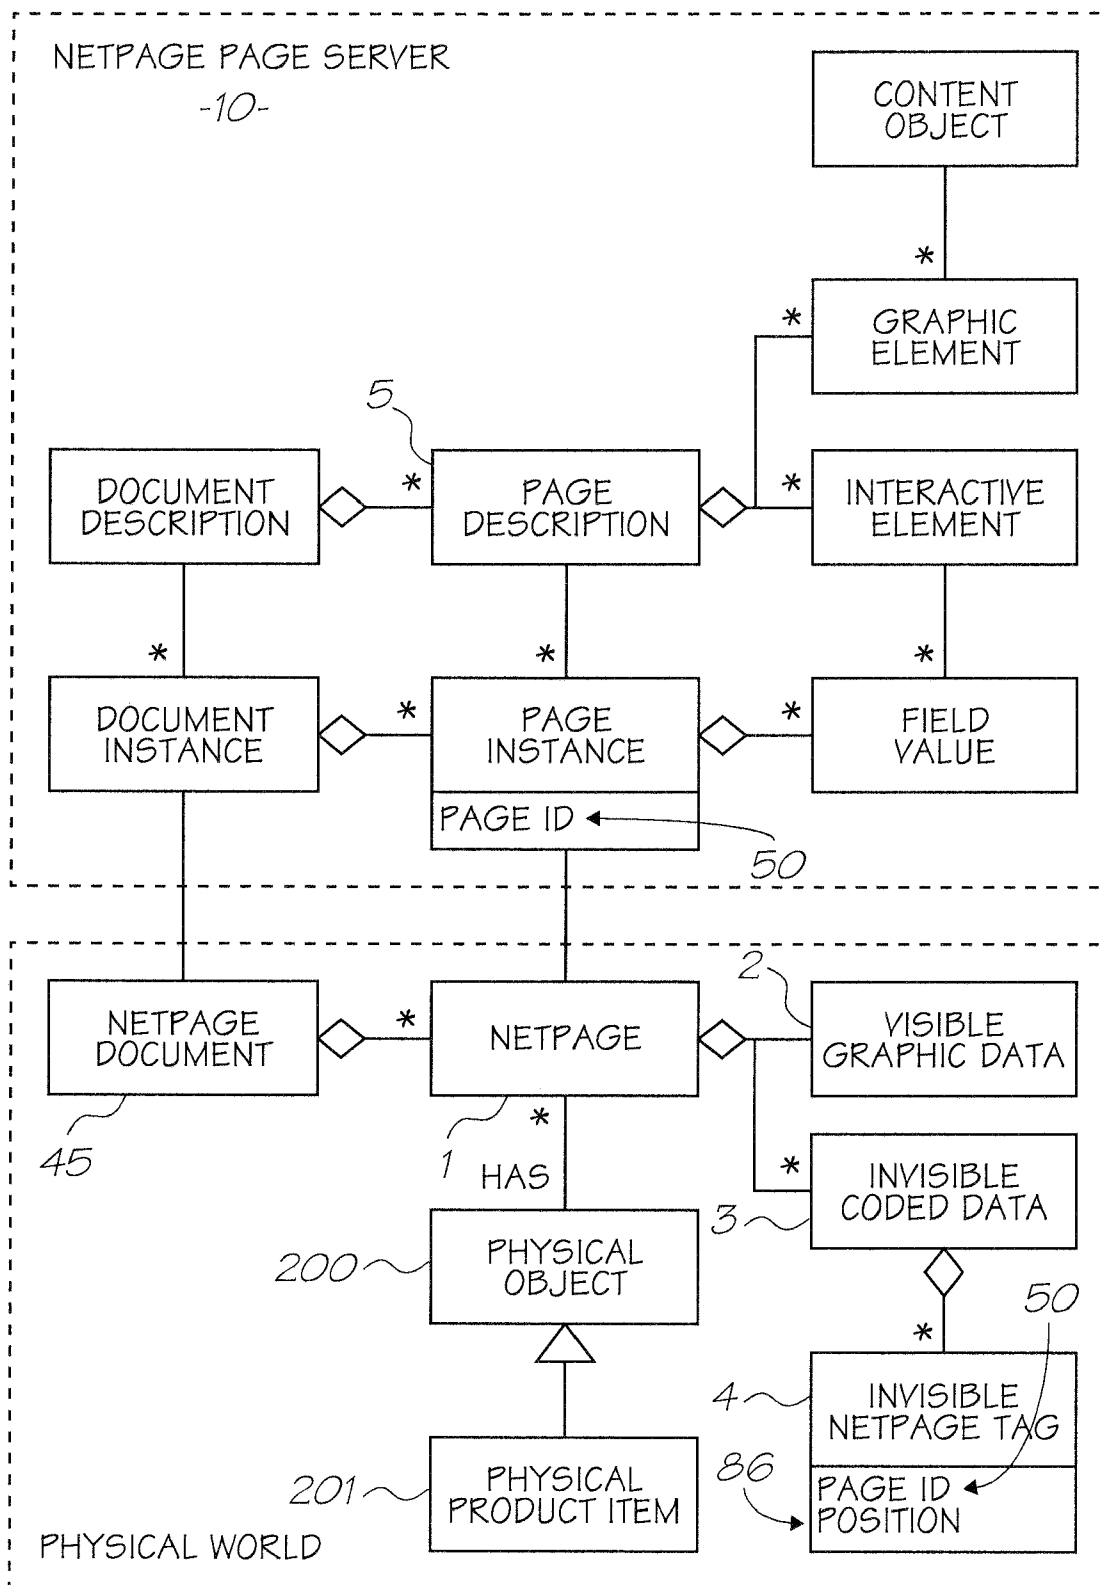 NETPAGE PAGE SERVER
-10-
CONTENT
OBJECT
*
*
GRAPHIC
ELEMENT
5
DOCUMENT
DESCRIPTION
*
PAGE
DESCRIPTION
*
INTERACTIVE
ELEMENT
*
*
*
DOCUMENT
INSTANCE
*
PAGE
INSTANCE
*
FIELD
VALUE
PAGE ID
50
2
NETPAGE
DOCUMENT
*
NETPAGE
VISIBLE
GRAPHIC DATA
45
1
*
HAS
*
INVISIBLE
CODED DATA
3
200
PHYSICAL
OBJECT
50
*
4
INVISIBLE
NETPAGE TAG
86
PAGE ID
POSITION
201
PHYSICAL
PRODUCT ITEM
PHYSICAL WORLD